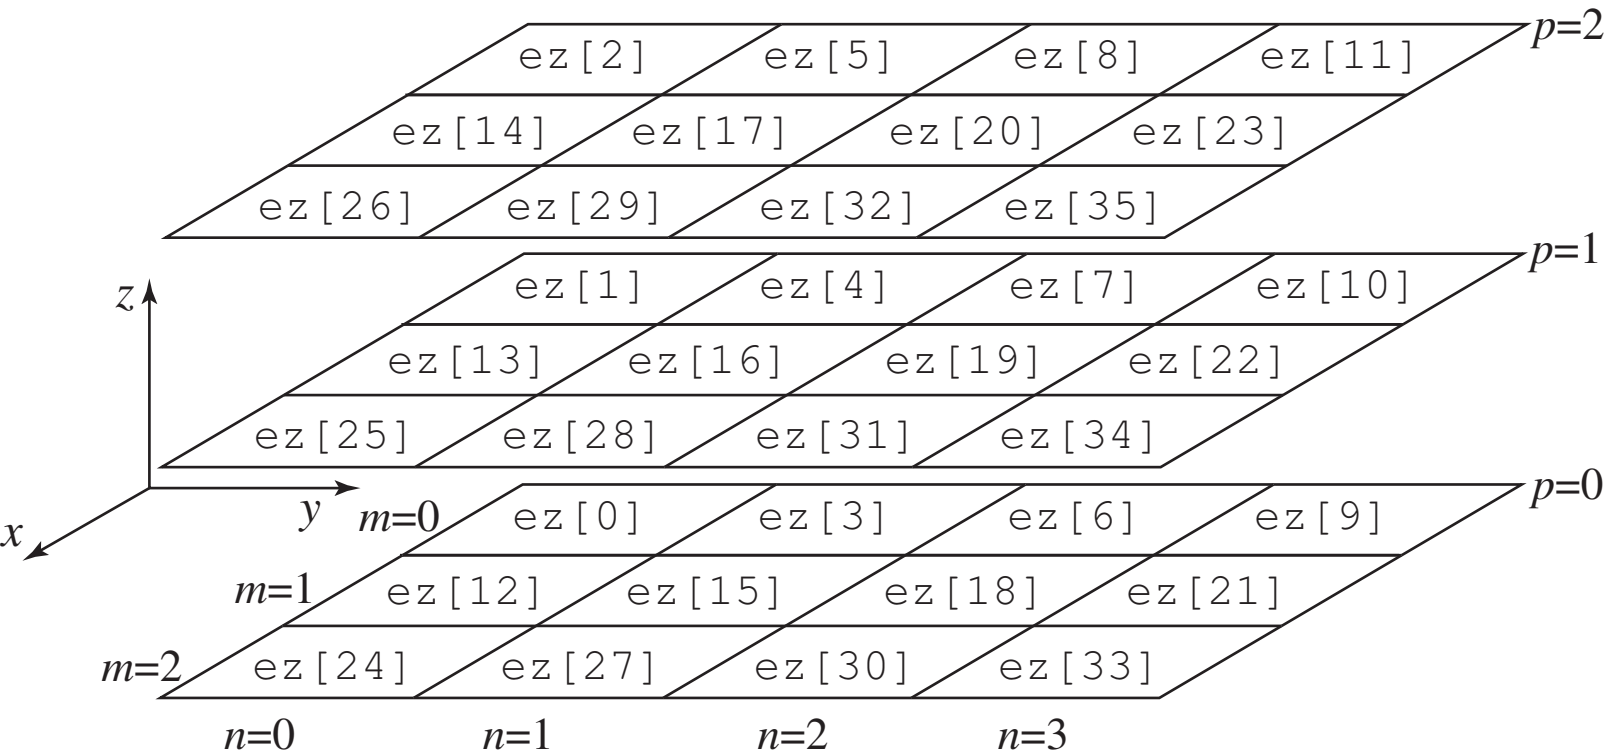 p=2
ez[2] ez[5] ez[8] ez[11]
ez[14] ez[17] ez[20] ez[23]
ez[26] ez[29] ez[32] ez[35]
p=1
ez[1] ez[4] ez[7] ez[10]
z
ez[13] ez[16] ez[19] ez[22]
ez[25] ez[28] ez[31] ez[34]
p=0
y
x
m=0 ez[0] ez[3] ez[6] ez[9]
m=1 ez[12] ez[15] ez[18] ez[21]
m=2 ez[24] ez[27] ez[30] ez[33]
n=0 n=1 n=2 n=3